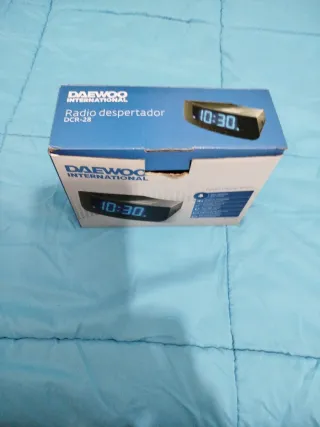 DAEWOO
INTERNATIONAL
Radio despertador
DCR-28
10:30
DAEWOO
INTERNATIONAL
10:30